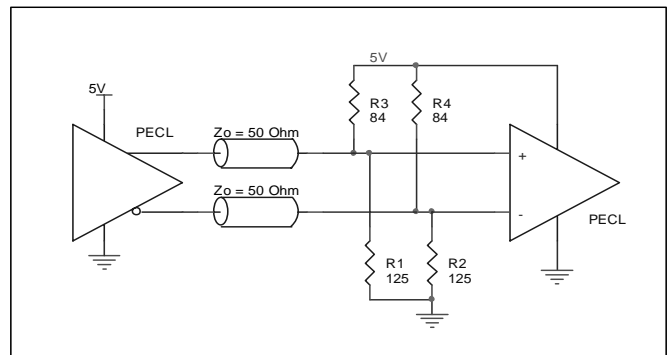 5V
5V
PECL
Zo = 50 Ohm
R3
84
R4
84
+
Zo = 50 Ohm
-
PECL
R1
125
R2
125